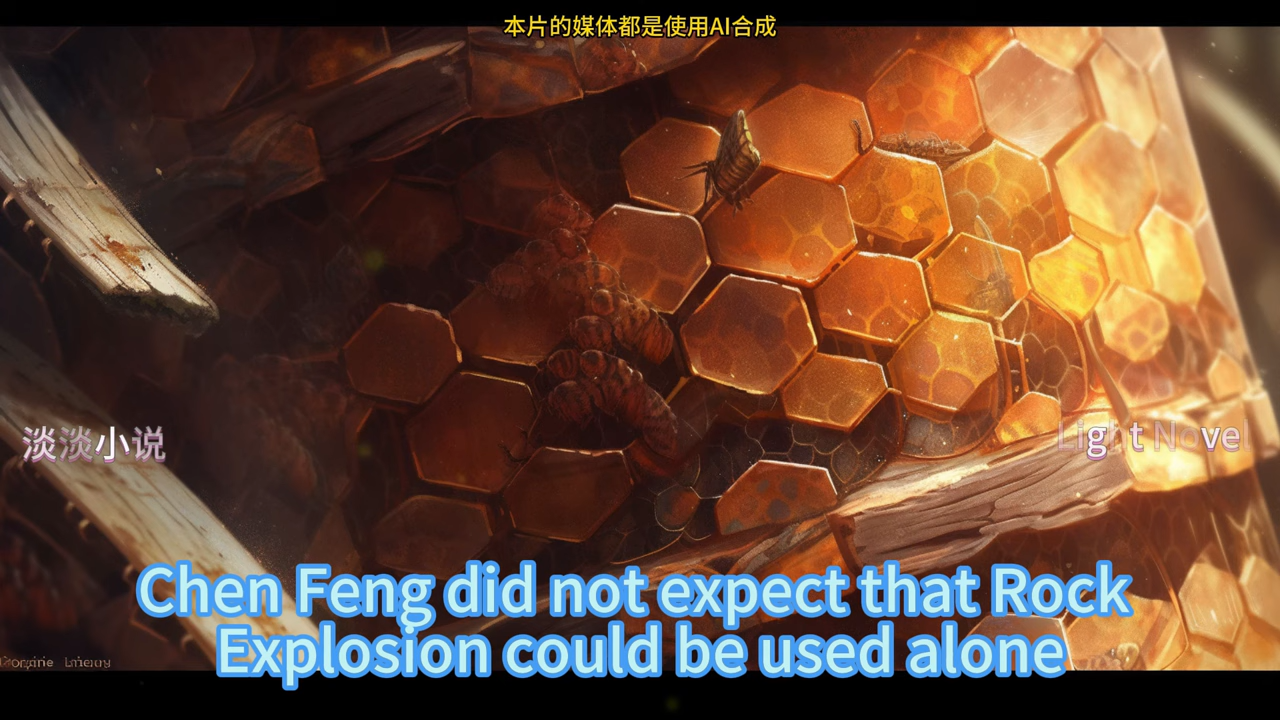 本片的媒体都是使用AI合成
淡淡小说
Light Novel
Chen Feng did not expect that Rock
Explosion could be used alone